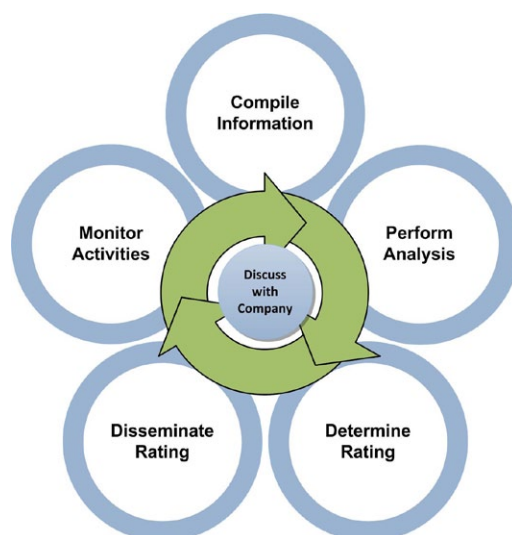 Compile
Information
Monitor
Activities
Perform
Analysis
Discuss
with
Company
Disseminate
Rating
Determine
Rating